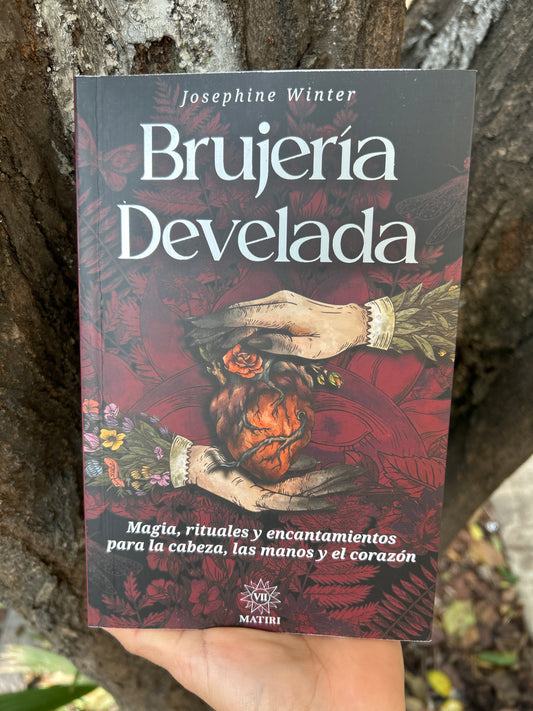 Josephine Winter
Brujería
Develada
Magia, rituales y encantamientos
para la cabeza, las manos y el corazón
VII
MATIRI